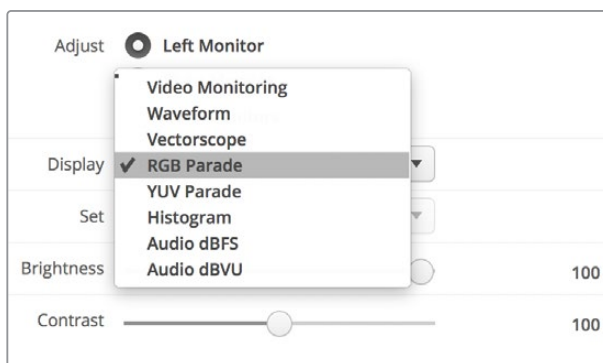 Adjust Left Monitor
Video Monitoring
Waveform
Vectorscope
Display ✔ RGB Parade
YUV Parade
Set Histogram
Audio dBFS
Brightness Audio dBVU 100
Contrast 100